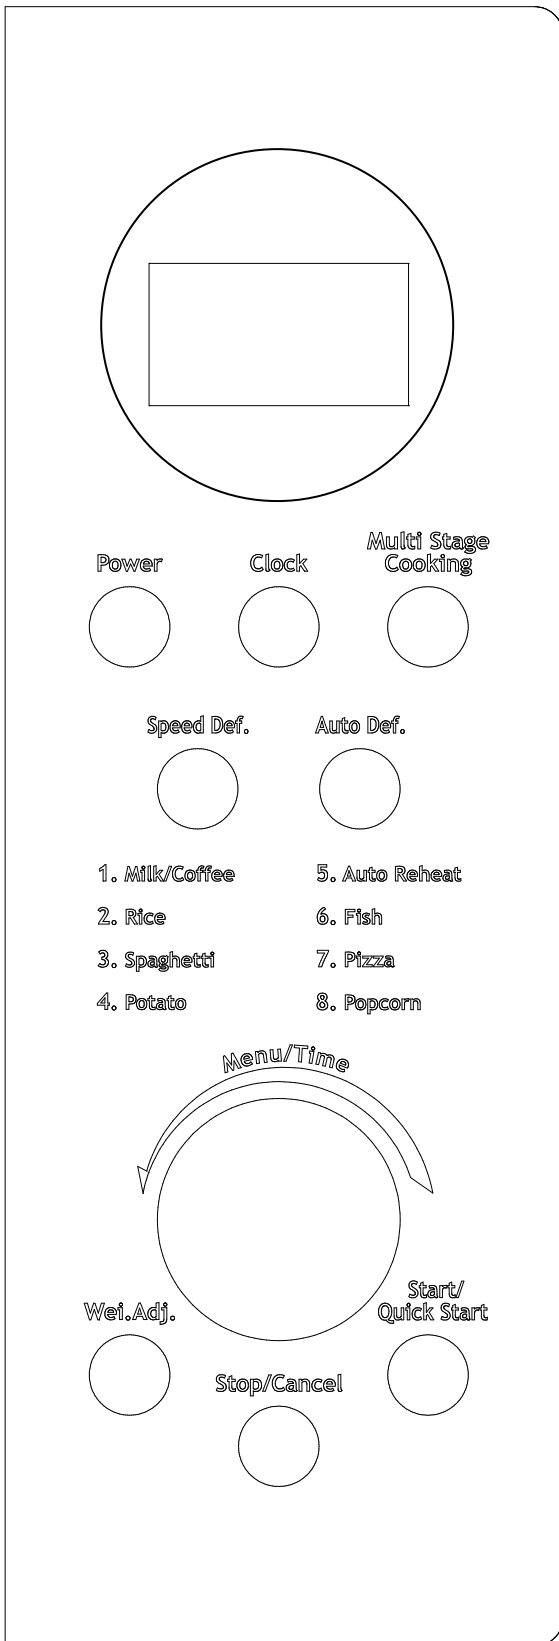 Power
Clock
Multi Stage
Cooking
Speed Def.
Auto Def.
1. Milk/Coffee
2. Rice
3. Spaghetti
4. Potato
5. Auto Reheat
6. Fish
7. Pizza
8. Popcorn
Menu/Time
Wei.Adj.
Start/
Quick Start
Stop/Cancel